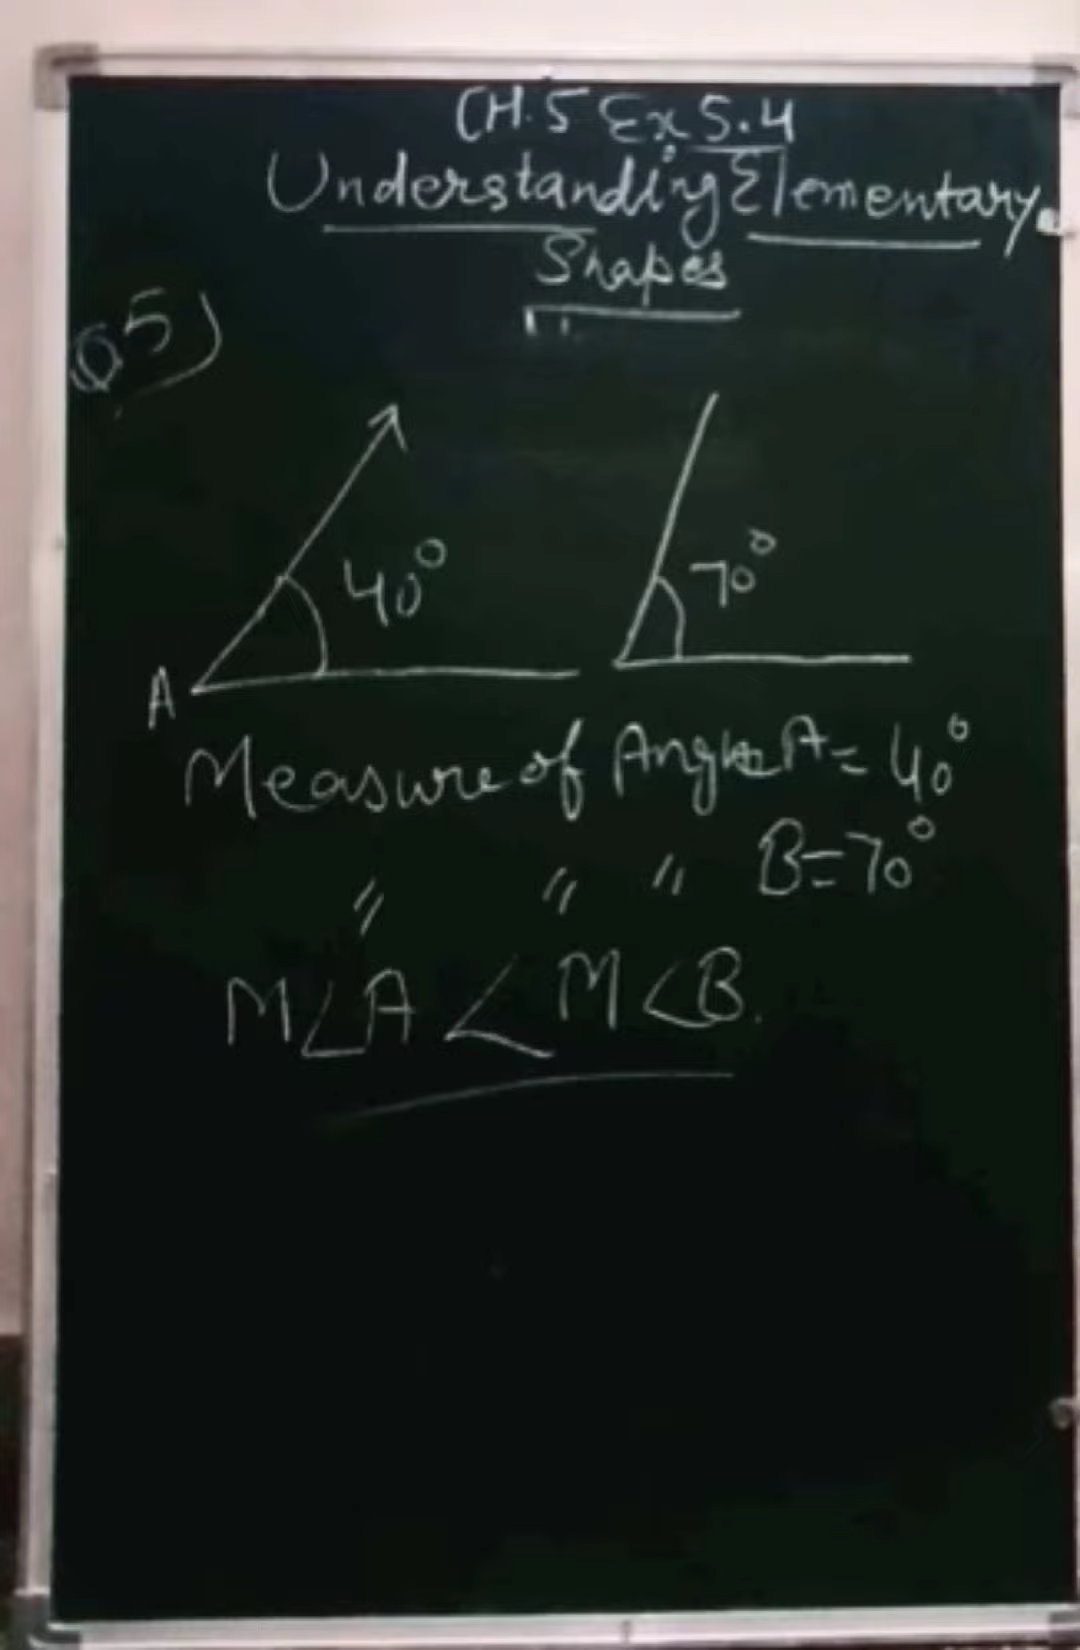 CH.5 Ex 5.4
Understanding Elementary
Shapes
Q5)
40° 70°
A
Measure of Angle A = 40°
" " " B = 70°
M∠A < M<B.